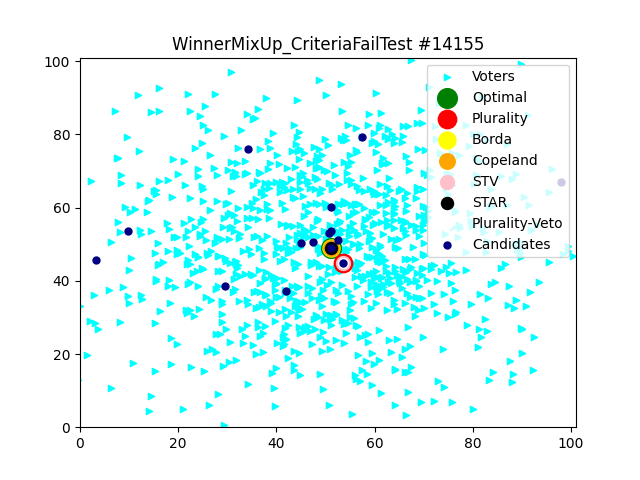 WinnerMixUp_CriteriaFailTest #14155
100
80
60
40
20
0
0
20
40
60
80
100
Voters
Optimal
Plurality
Borda
Copeland
STV
STAR
Plurality-Veto
Candidates